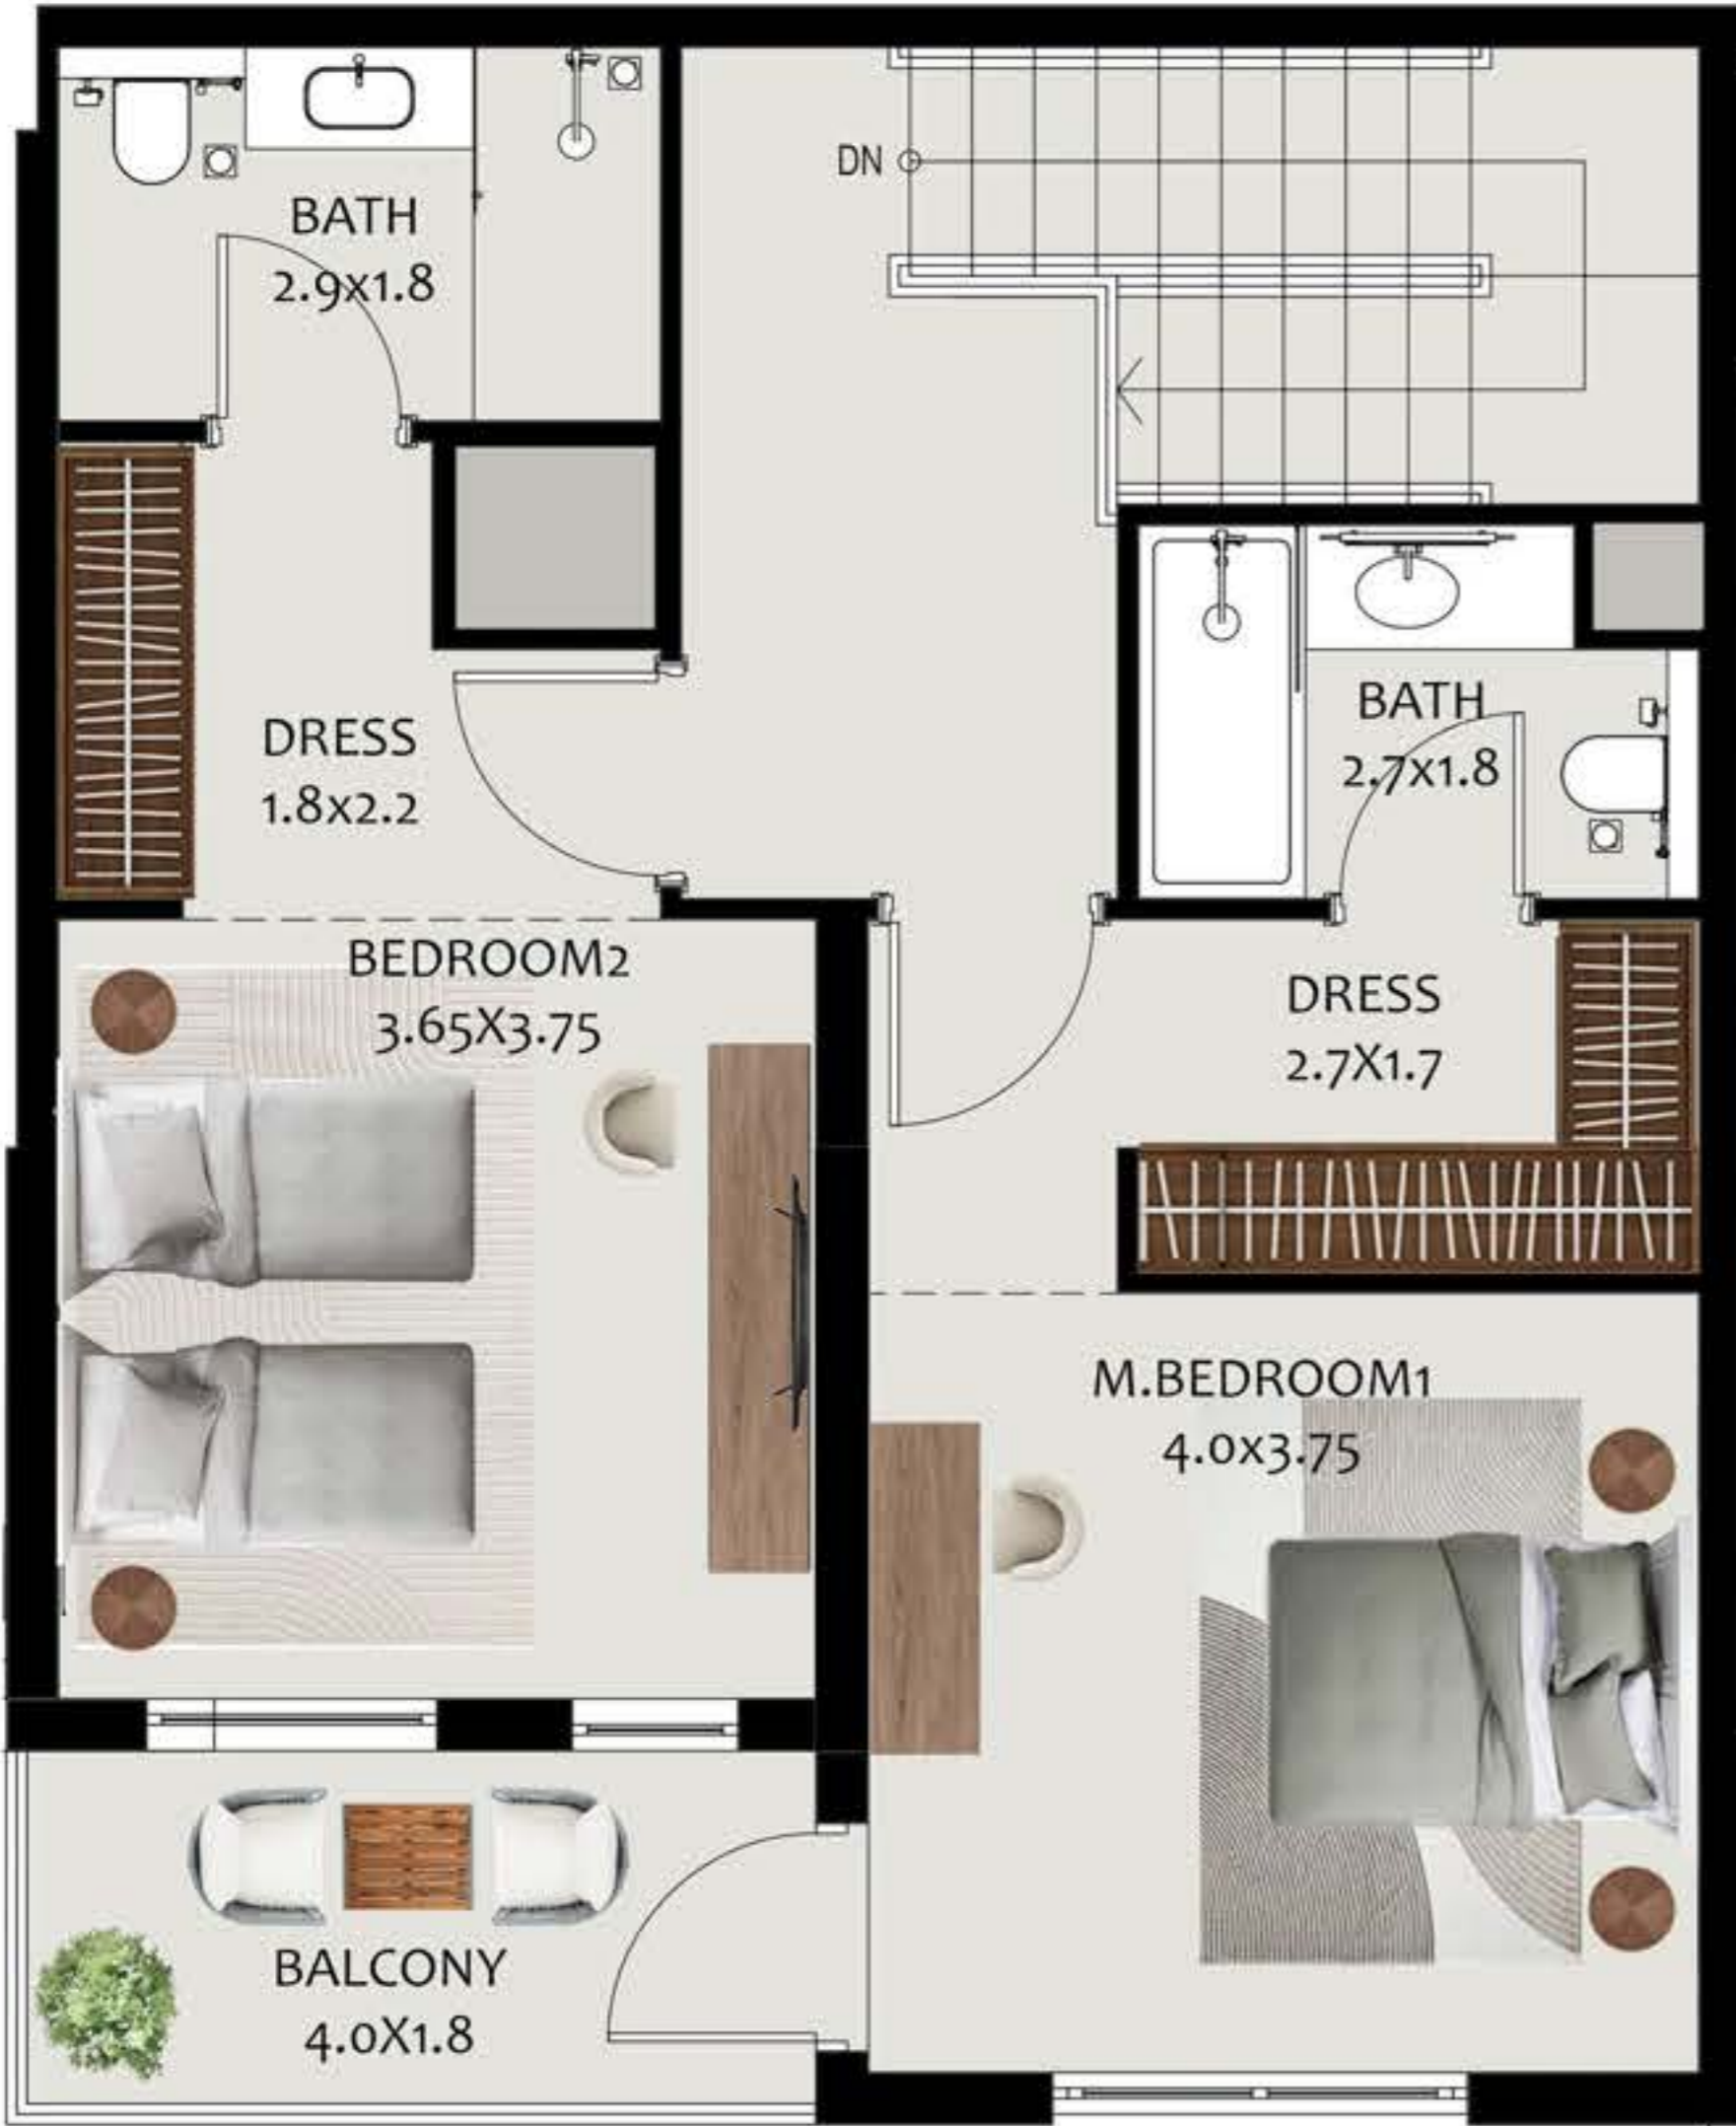 BATH
2.9x1.8
DN
BATH
2.7x1.8
DRESS
1.8x2.2
BEDROOM2
3.65X3.75
DRESS
2.7X1.7
M.BEDROOM1
4.0x3.75
BALCONY
4.0X1.8